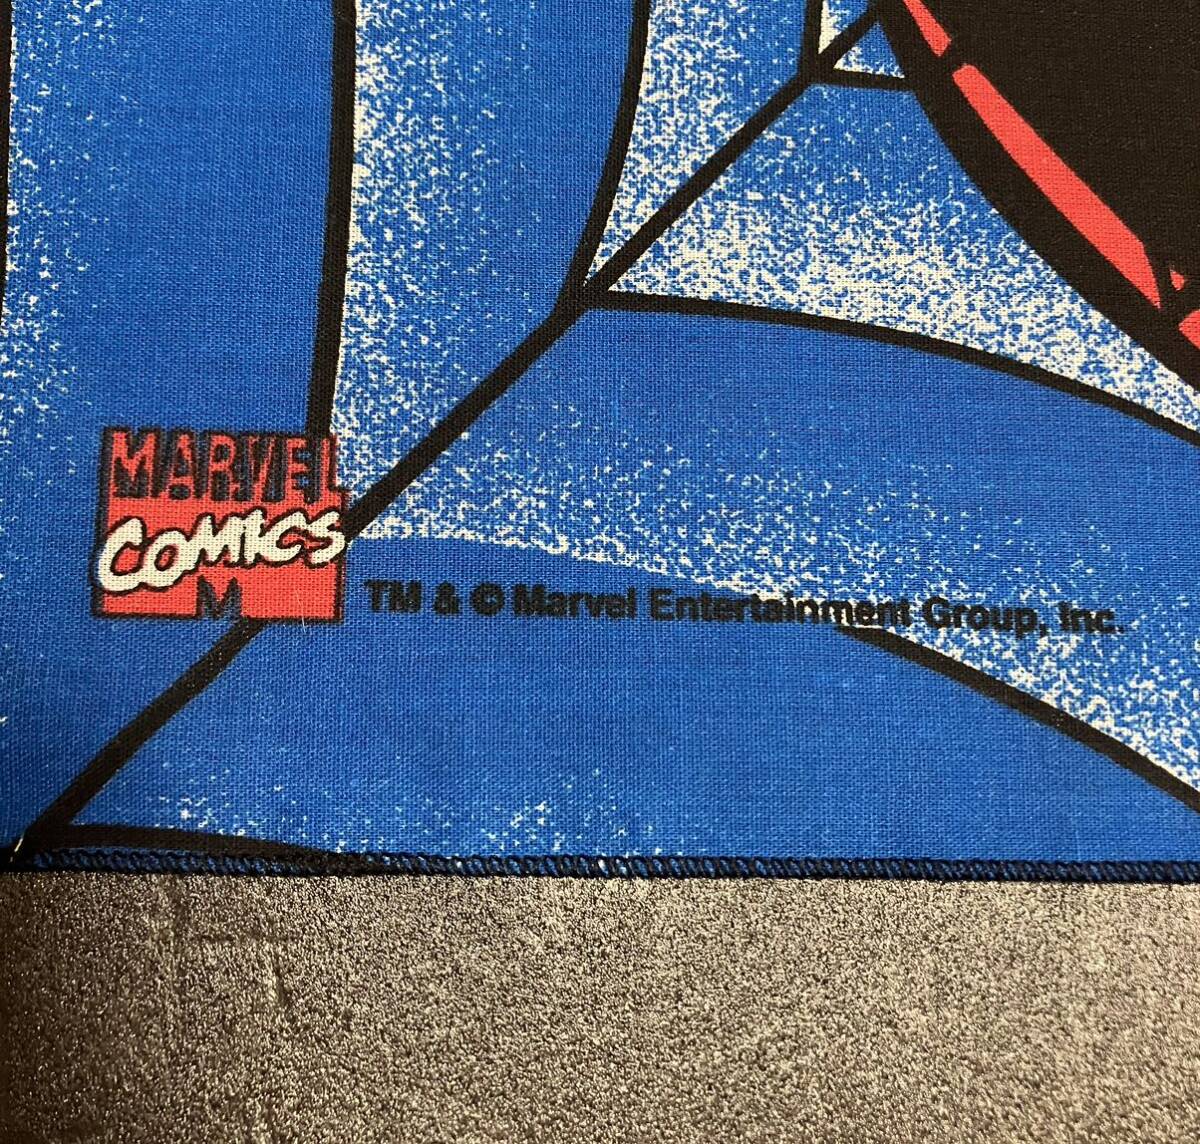 MARVEL
COMICS
M
TM & © Marvel Entertainment Group, Inc.